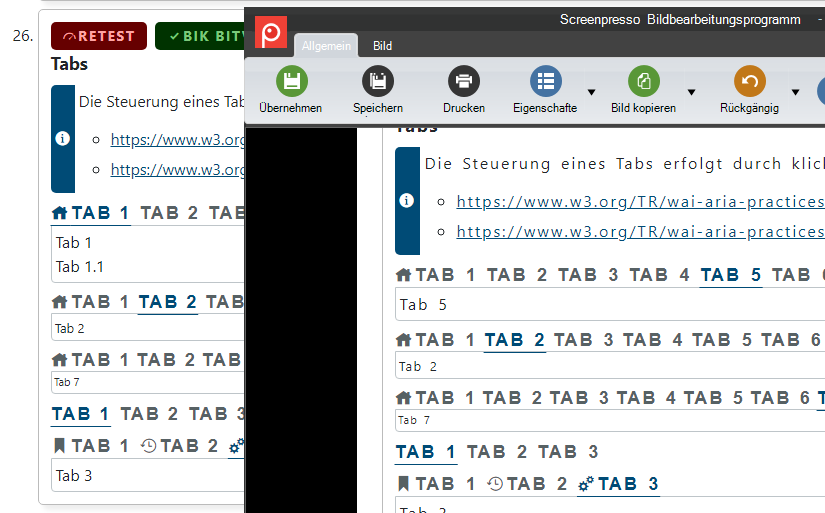 26.
RETEST
BIK BITV
Tabs
Die Steuerung eines Tab
https://www.w3.org
https://www.w3.org
TAB 1 TAB 2 TAB
Tab 1
Tab 1.1
TAB 1 TAB 2 TAB
Tab 2
TAB 1 TAB 2 TAB
Tab 7
TAB 1 TAB 2 TAB 3
TAB 1 TAB 2
Tab 3
Screenpresso Bildbearbeitungsprogramm -
Allgemein Bild
Übernehmen Speichern Drucken Eigenschafte Bild kopieren Rückgängig
Tabs
Die Steuerung eines Tabs erfolgt durch klic
https://www.w3.org/TR/wai-aria-practices
https://www.w3.org/TR/wai-aria-practices
TAB 1 TAB 2 TAB 3 TAB 4 TAB 5 TAB 6
Tab 5
TAB 1 TAB 2 TAB 3 TAB 4 TAB 5 TAB 6
Tab 2
TAB 1 TAB 2 TAB 3 TAB 4 TAB 5 TAB 6 T
Tab 7
TAB 1 TAB 2 TAB 3
TAB 1 TAB 2 TAB 3
Tab 3